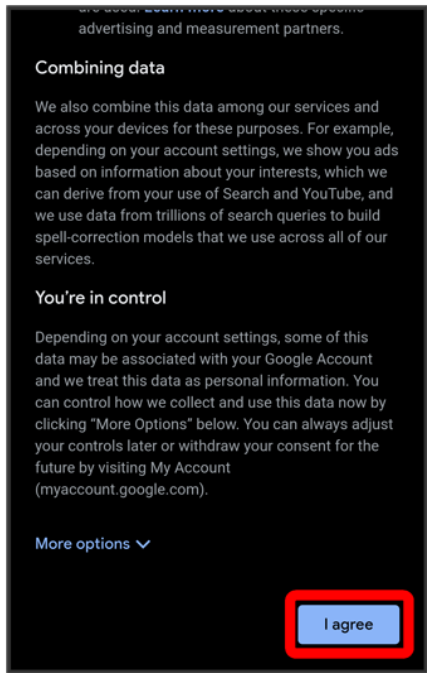 Learn more about these specific
advertising and measurement partners.
Combining data
We also combine this data among our services and
across your devices for these purposes. For example,
depending on your account settings, we show you ads
based on information about your interests, which we
can derive from your use of Search and YouTube, and
we use data from trillions of search queries to build
spell-correction models that we use across all of our
services.
You're in control
Depending on your account settings, some of this
data may be associated with your Google Account
and we treat this data as personal information. You
can control how we collect and use this data now by
clicking “More Options” below. You can always adjust
your controls later or withdraw your consent for the
future by visiting My Account
(myaccount.google.com).
More options
I agree